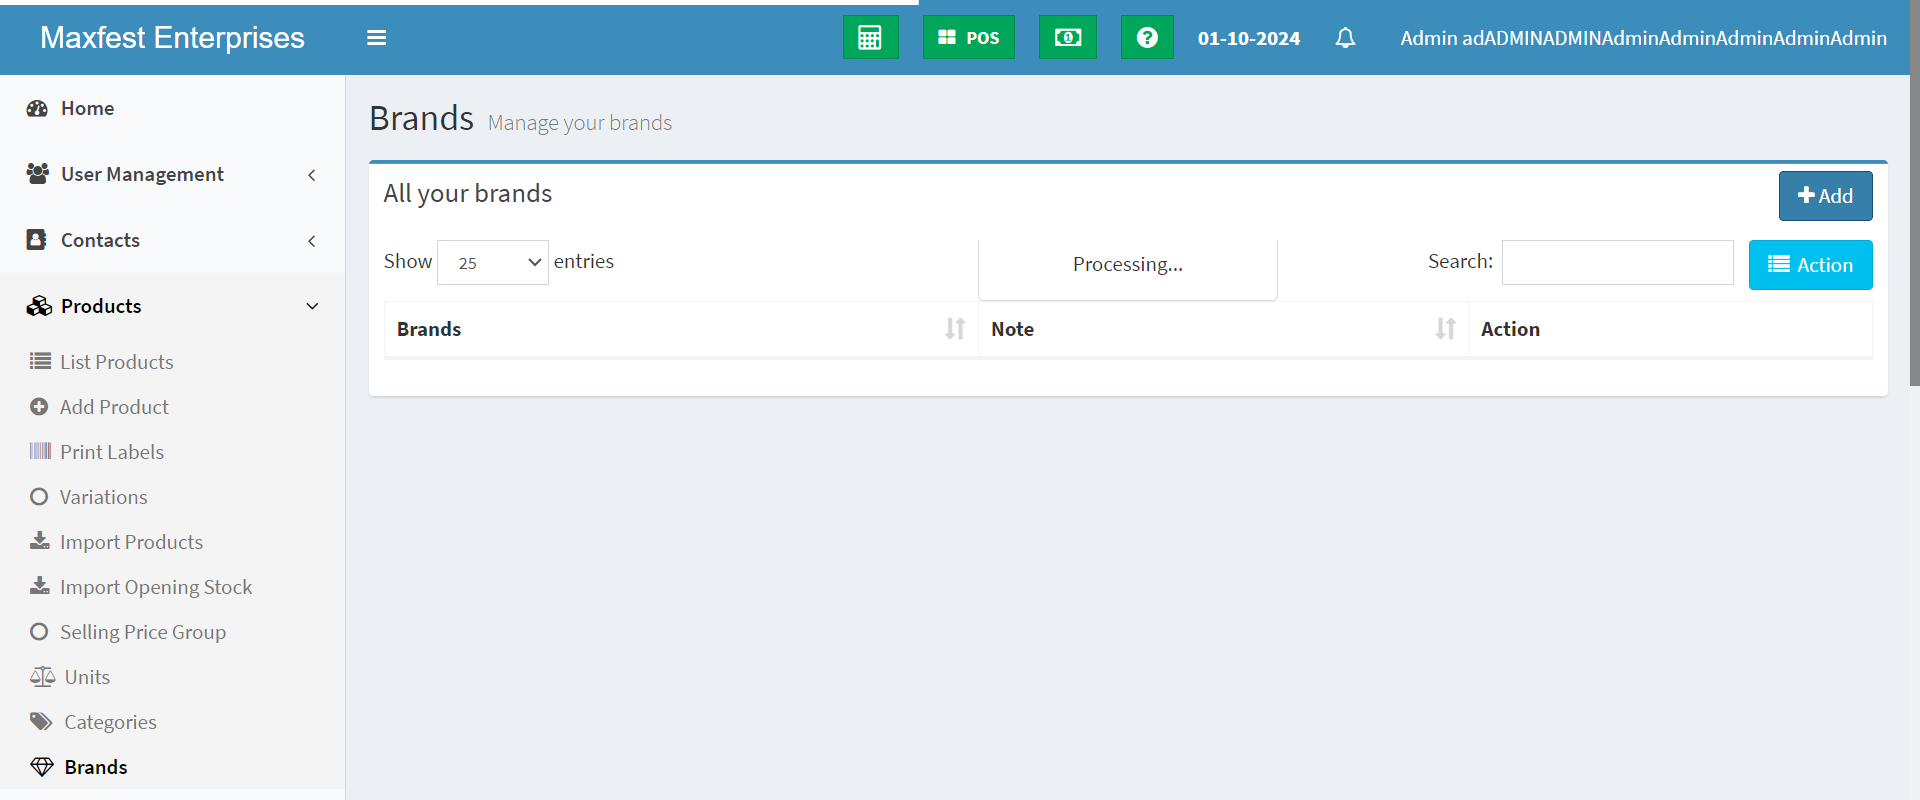 Maxfest Enterprises
POS
01-10-2024
Admin adADMINADMINAdminAdminAdminAdminAdmin
Home
User Management
Contacts
Products
List Products
Add Product
Print Labels
Variations
Import Products
Import Opening Stock
Selling Price Group
Units
Categories
Brands
Brands Manage your brands
All your brands
Add
Show 25 entries
Processing...
Search:
Action
Brands Note Action